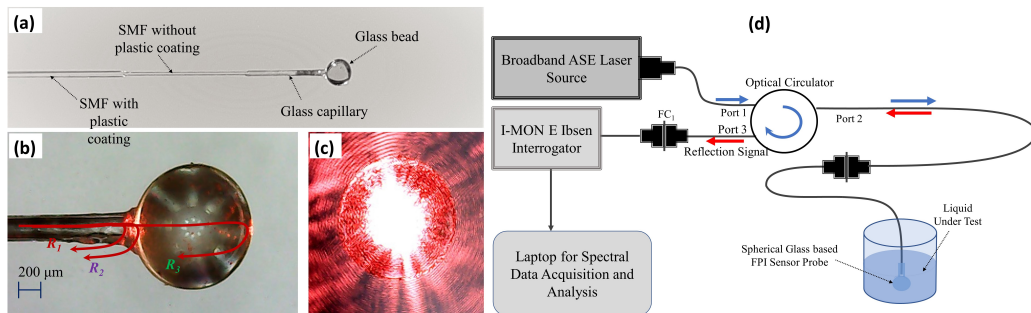 (a)
SMF without
plastic coating
Glass bead
SMF with
plastic
coating
Glass capillary
(b)
R1
R2
R3
200 μm
(c)
(d)
Broadband ASE Laser
Source
Optical Circulator
Port 1
Port 2
I-MON E Ibsen
Interrogator
FC1
Port 3
Reflection Signal
Laptop for Spectral
Data Acquisition and
Analysis
Liquid
Under Test
Spherical Glass based
FPI Sensor Probe